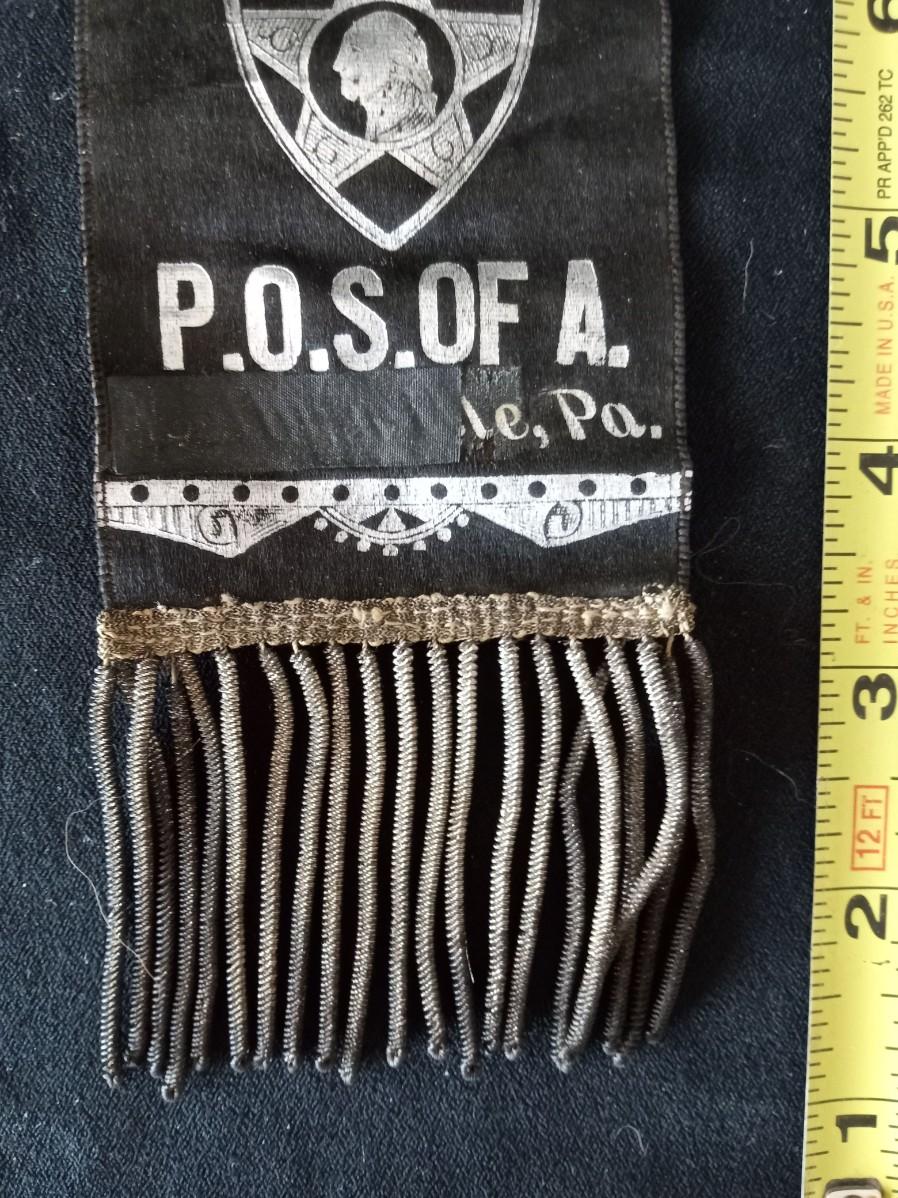 P.O.S.OF A.
le, Pa.
6
PR APP'D 262 TC
5
MADE IN U.S.A.
4
FT. & IN.
INCHES
3
12 FT
2
1